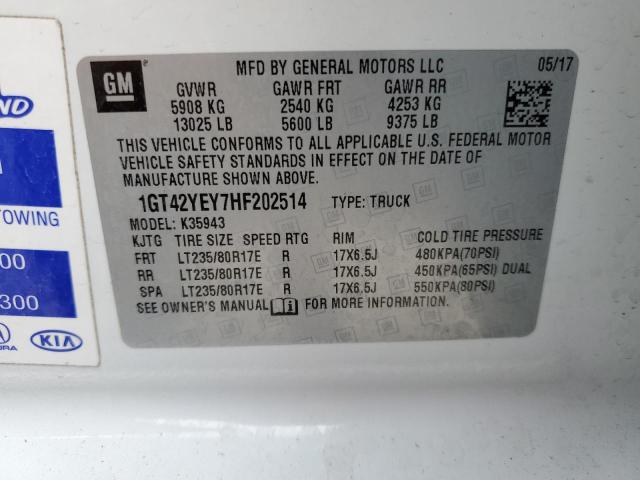 GM
MFD BY GENERAL MOTORS LLC 05/17
GVWR GAWR FRT GAWR RR
5908 KG 2540 KG 4253 KG
13025 LB 5600 LB 9375 LB
THIS VEHICLE CONFORMS TO ALL APPLICABLE U.S. FEDERAL MOTOR
VEHICLE SAFETY STANDARDS IN EFFECT ON THE DATE OF
MANUFACTURE SHOWN ABOVE.
1GT42YEY7HF202514 TYPE: TRUCK
MODEL: K35943
KJTG TIRE SIZE SPEED RTG RIM COLD TIRE PRESSURE
FRT LT235/80R17E R 17X6.5J 480KPA(70PSI)
RR LT235/80R17E R 17X6.5J 450KPA(65PSI) DUAL
SPA LT235/80R17E R 17X6.5J 550KPA(80PSI)
SEE OWNER'S MANUAL FOR MORE INFORMATION.
TOWING
00
300
KIA